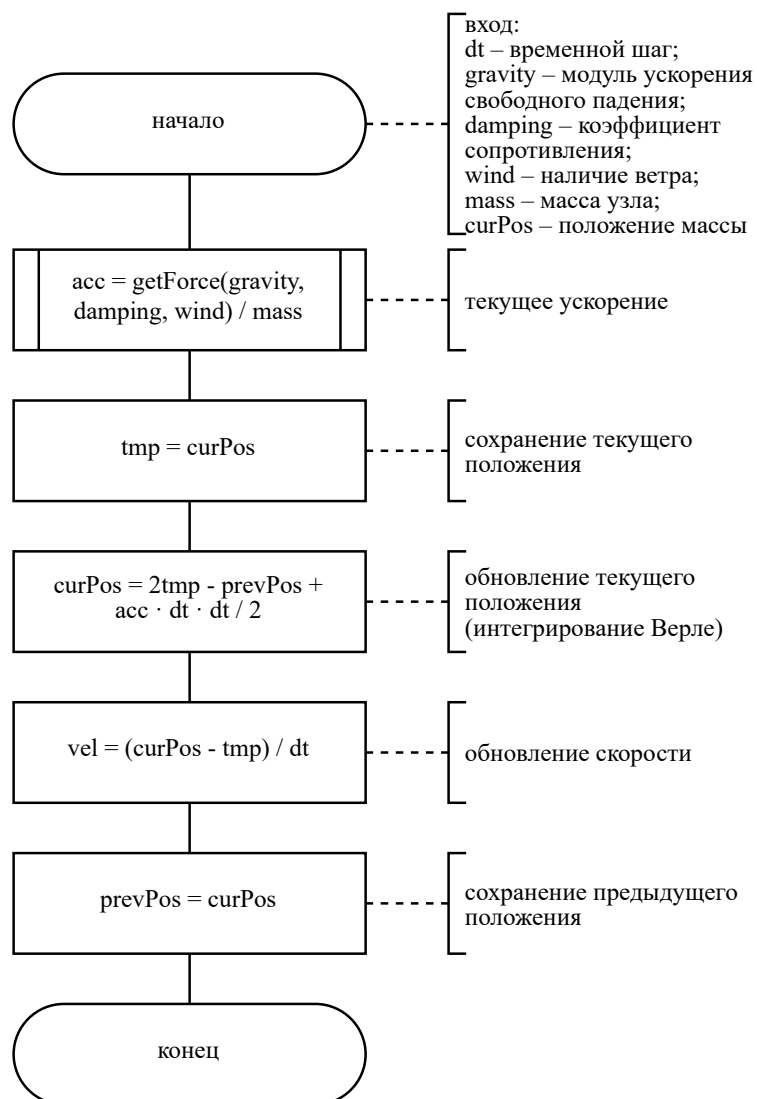 начало
вход:
dt – временной шаг;
gravity – модуль ускорения
свободного падения;
damping – коэффициент
сопротивления;
wind – наличие ветра;
mass – масса узла;
curPos – положение массы
acc = getForce(gravity,
damping, wind) / mass
текущее ускорение
tmp = curPos
сохранение текущего
положения
curPos = 2tmp - prevPos +
acc · dt · dt / 2
обновление текущего
положения
(интегрирование Верле)
vel = (curPos - tmp) / dt
обновление скорости
prevPos = curPos
сохранение предыдущего
положения
конец